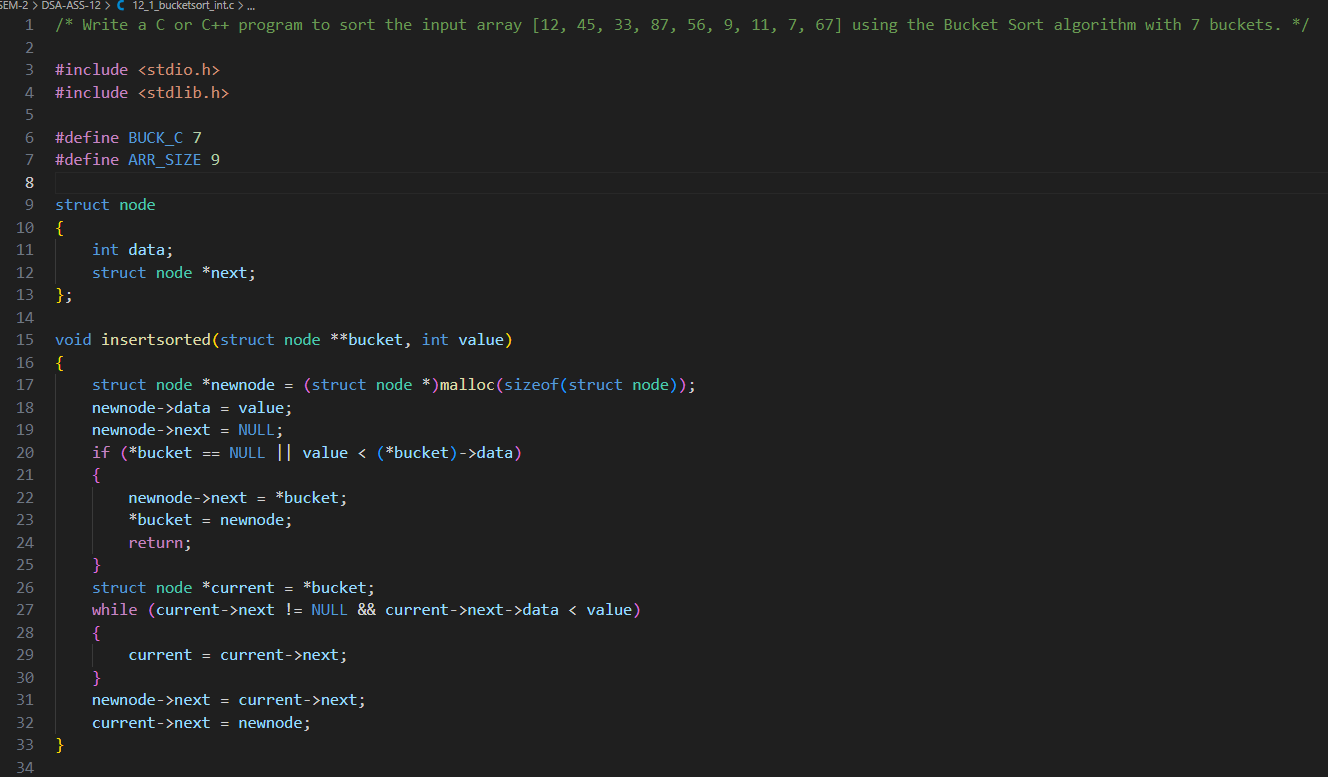 SEM-2 > DSA-ASS-12 > C 12_1_bucketsort_int.c > ...
1 /* Write a C or C++ program to sort the input array [12, 45, 33, 87, 56, 9, 11, 7, 67] using the Bucket Sort algorithm with 7 buckets. */
2
3 #include <stdio.h>
4 #include <stdlib.h>
5
6 #define BUCK_C 7
7 #define ARR_SIZE 9
8
9 struct node
10 {
11     int data;
12     struct node *next;
13 };
14
15 void insertsorted(struct node **bucket, int value)
16 {
17     struct node *newnode = (struct node *)malloc(sizeof(struct node));
18     newnode->data = value;
19     newnode->next = NULL;
20     if (*bucket == NULL || value < (*bucket)->data)
21     {
22         newnode->next = *bucket;
23         *bucket = newnode;
24         return;
25     }
26     struct node *current = *bucket;
27     while (current->next != NULL && current->next->data < value)
28     {
29         current = current->next;
30     }
31     newnode->next = current->next;
32     current->next = newnode;
33 }
34